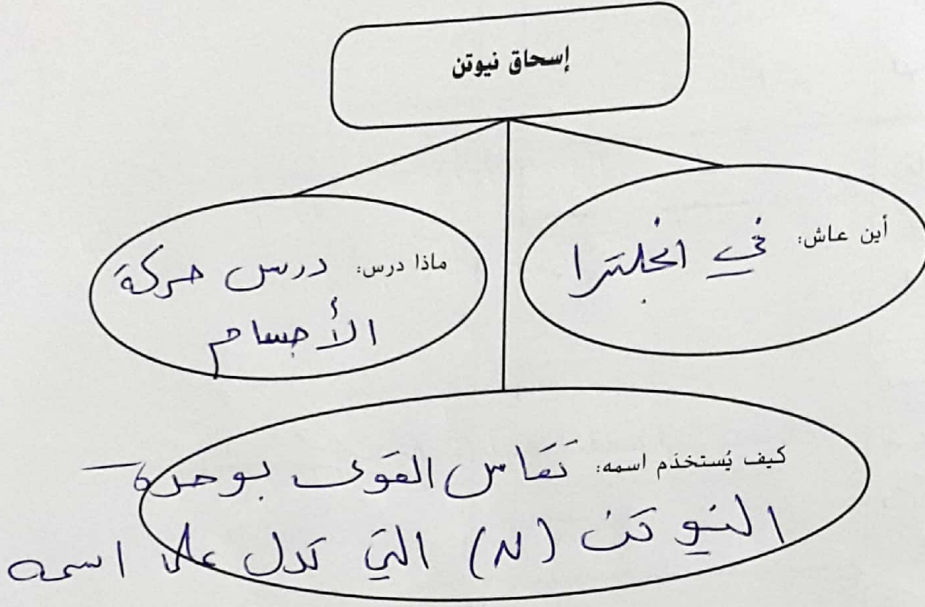 إسحاق نيوتن
أين عاش: في انجلترا
ماذا درس: درس حركة
الأجسام
كيف يُستخدَم اسمه: تقاس القوى بوحدة
النيوتن (N) التي تدل على اسمه